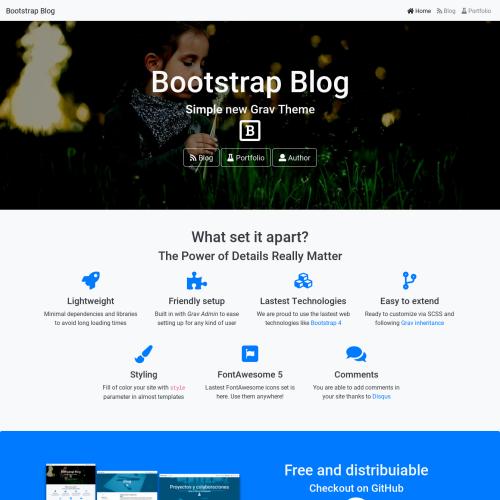 Bootstrap Blog
Home Blog Portfolio
Bootstrap Blog
Simple new Grav Theme
B
Blog Portfolio Author
What set it apart?
The Power of Details Really Matter
Lightweight
Minimal dependencies and libraries
to avoid long loading times
Friendly setup
Built in with Grav Admin to ease
setting up for any kind of user
Lastest Technologies
We are proud to use the lastest web
technologies like Bootstrap 4
Easy to extend
Ready to customize via SCSS and
following Grav inheritance
Styling
Fill of color your site with style
parameter in almost templates
FontAwesome 5
Lastest FontAwesome icons set is
here. Use them anywhere!
Comments
You are able to add comments in
your site thanks to Disqus
Bootstrap Blog
Blog
Proyectos y colaboraciones
Free and distribuiable
Checkout on GitHub